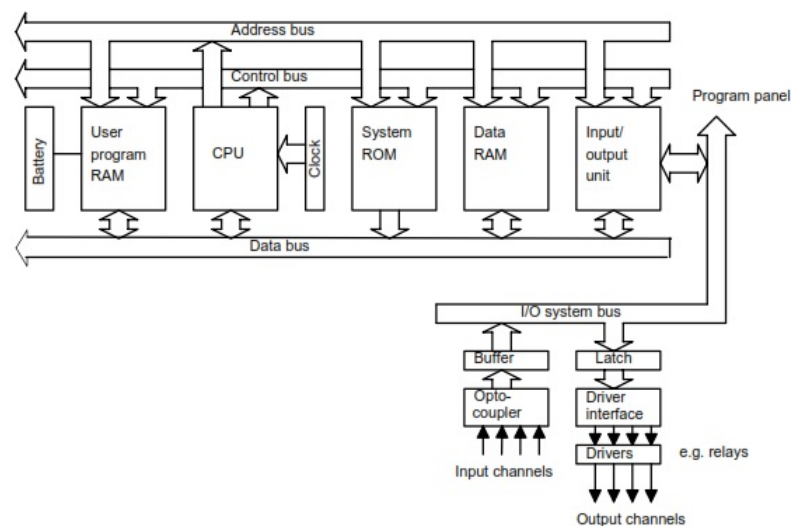 Address bus
Control bus
Program panel
Battery
User
program
RAM
CPU
Clock
System
ROM
Data
RAM
Input/
output
unit
Data bus
I/O system bus
Buffer
Latch
Opto-
coupler
Driver
interface
Drivers
e.g. relays
Input channels
Output channels